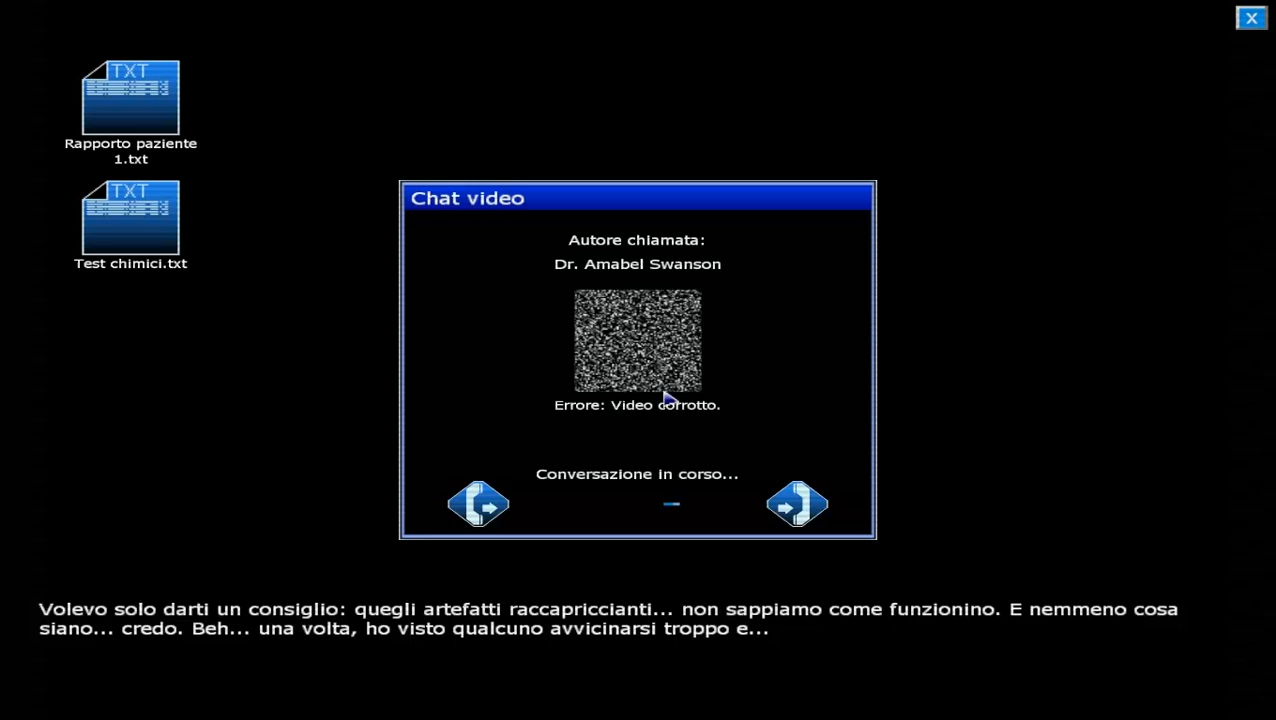 X
TXT
Rapporto paziente
1.txt
TXT
Test chimici.txt
Chat video
Autore chiamata:
Dr. Amabel Swanson
Errore: Video corrotto.
Conversazione in corso...
Volevo solo darti un consiglio: quegli artefatti raccapriccianti... non sappiamo come funzionino. E nemmeno cosa
siano... credo. Beh... una volta, ho visto qualcuno avvicinarsi troppo e...